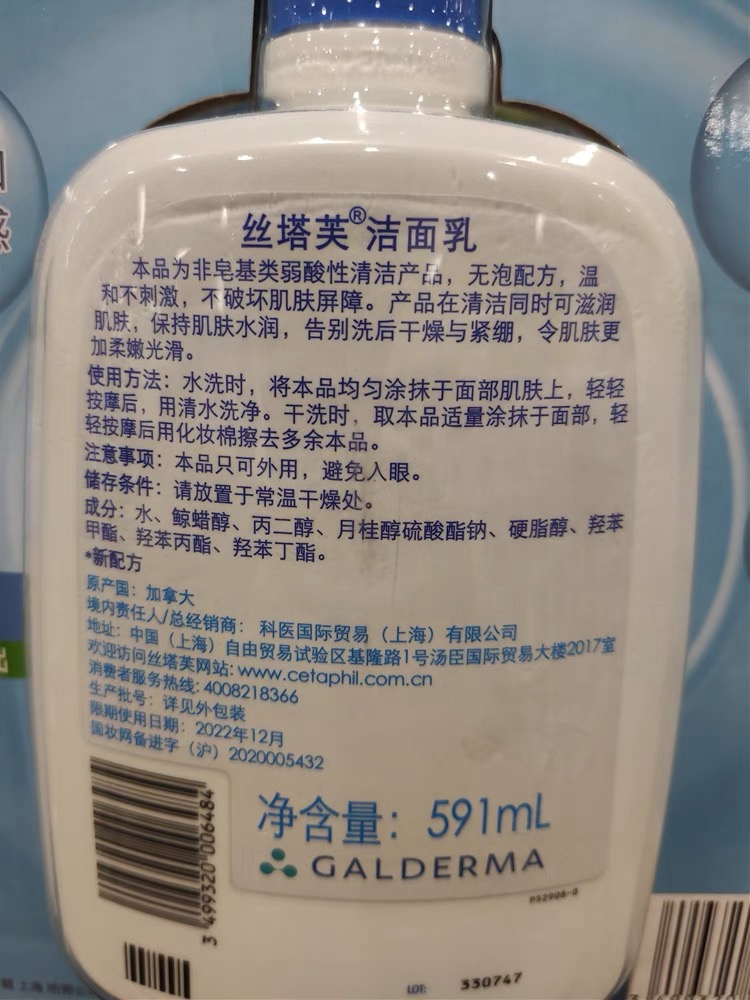 丝塔芙®洁面乳
本品为非皂基类弱酸性清洁产品，无泡配方，温
和不刺激，不破坏肌肤屏障。产品在清洁同时可滋润
肌肤，保持肌肤水润，告别洗后干燥与紧绷，令肌肤更
加柔嫩光滑。
使用方法：水洗时，将本品均匀涂抹于面部肌肤上，轻轻
按摩后，用清水洗净。干洗时，取本品适量涂抹于面部，轻
轻按摩后用化妆棉擦去多余本品。
注意事项：本品只可外用，避免入眼。
储存条件：请放置于常温干燥处。
成分：水、鲸蜡醇、丙二醇、月桂醇硫酸酯钠、硬脂醇、羟苯
甲酯、羟苯丙酯、羟苯丁酯。
*新配方
原产国：加拿大
境内责任人/总经销商：科医国际贸易（上海）有限公司
地址：中国（上海）自由贸易试验区基隆路1号汤臣国际贸易大楼2017室
欢迎访问丝塔芙网站：www.cetaphil.com.cn
消费者服务热线：4008218366
生产批号：详见外包装
限期使用日期：2022年12月
国妆网备进字（沪）2020005432
净含量：591mL
GALDERMA
P52908-0
3 499320 006484
LOT: 330747